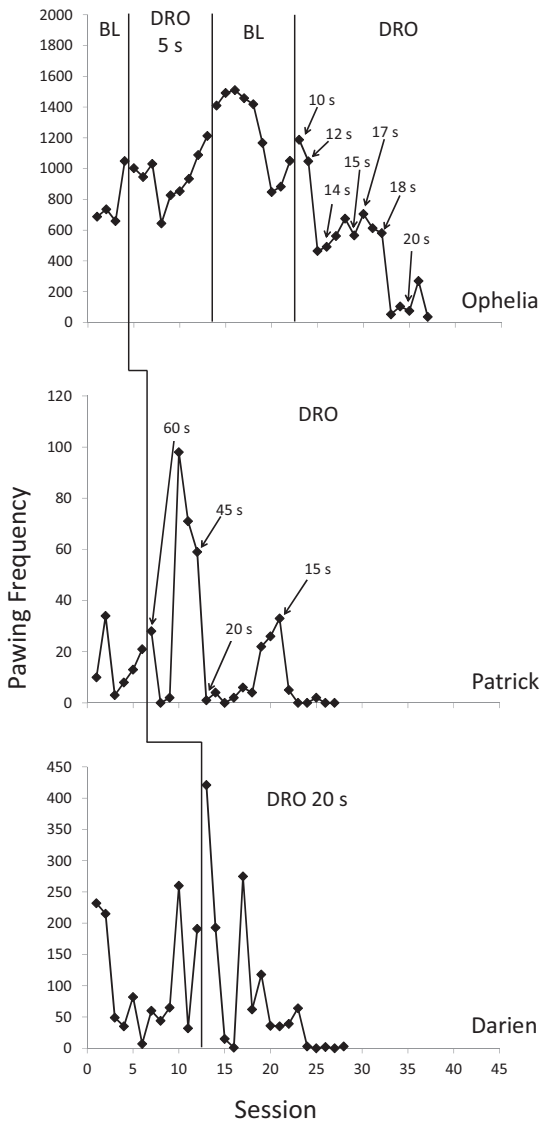 2000
1800
1600
1400
1200
1000
800
600
400
200
0
BL
DRO
5 s
BL
DRO
10 s
12 s
14 s
15 s
17 s
18 s
20 s
Ophelia
Pawing Frequency
120
100
80
60
40
20
0
DRO
60 s
45 s
20 s
15 s
Patrick
450
400
350
300
250
200
150
100
50
0
DRO 20 s
Darien
0 5 10 15 20 25 30 35 40 45
Session